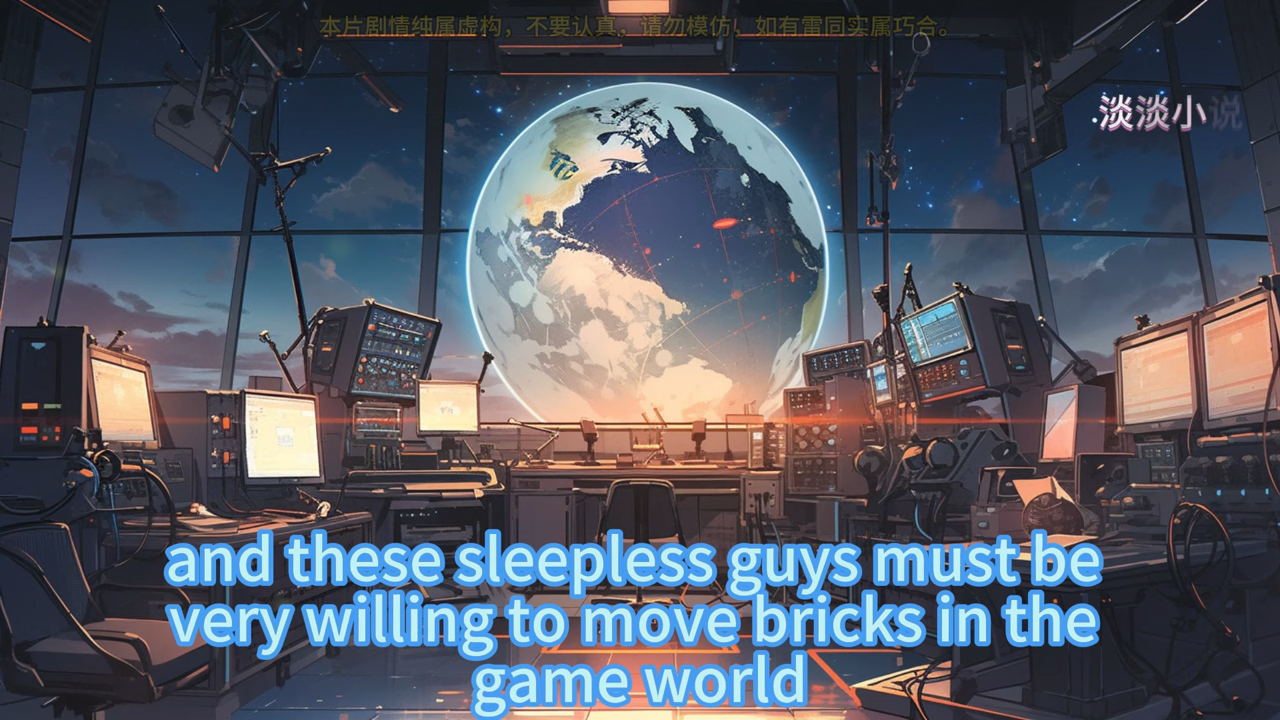 本片剧情纯属虚构，不要认真，请勿模仿，如有雷同实属巧合。
.淡淡小说
and these sleepless guys must be
very willing to move bricks in the
game world